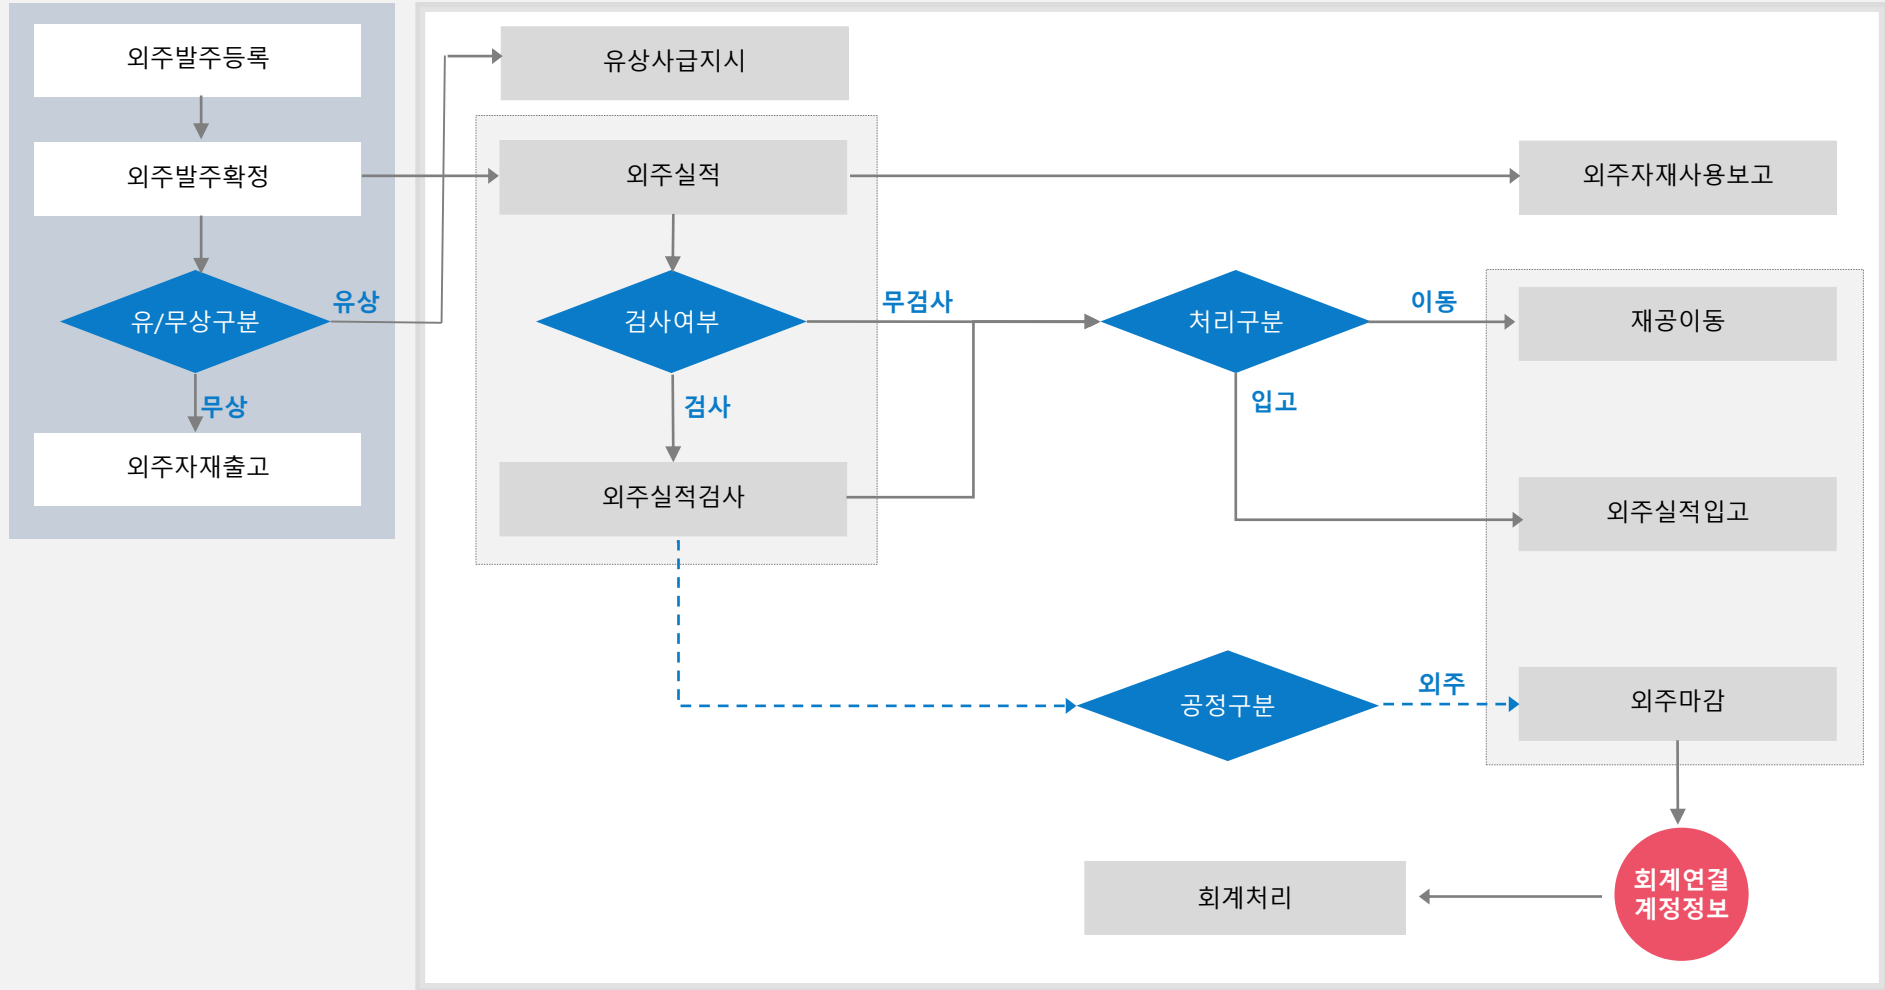 외주발주등록
외주발주확정
유/무상구분
유상
무상
외주자재출고
유상사급지시
외주실적
외주자재사용보고
검사여부
무검사
처리구분
이동
재공이동
검사
입고
외주실적검사
외주실적입고
공정구분
외주
외주마감
회계처리
회계연결
계정정보